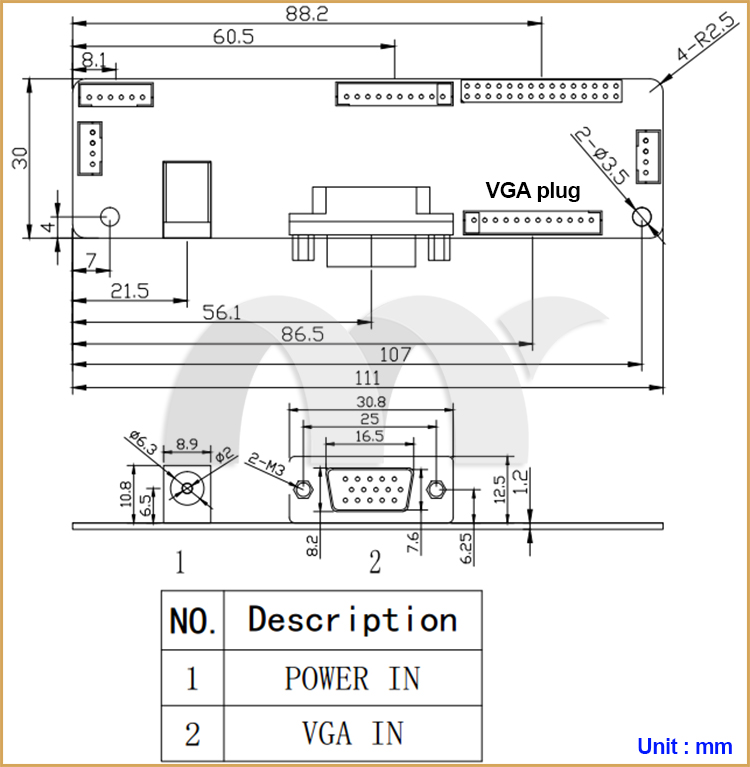 88.2
60.5
8.1
4-R2.5
30
2-ø3.5
VGA plug
4
7
21.5
56.1
86.5
107
111
30.8
25
16.5
ø6.3
8.9
ø2
2-M3
10.8
6.5
12.5
1.2
8.2
7.6
6.25
1
2
NO. Description
1 POWER IN
2 VGA IN
Unit : mm